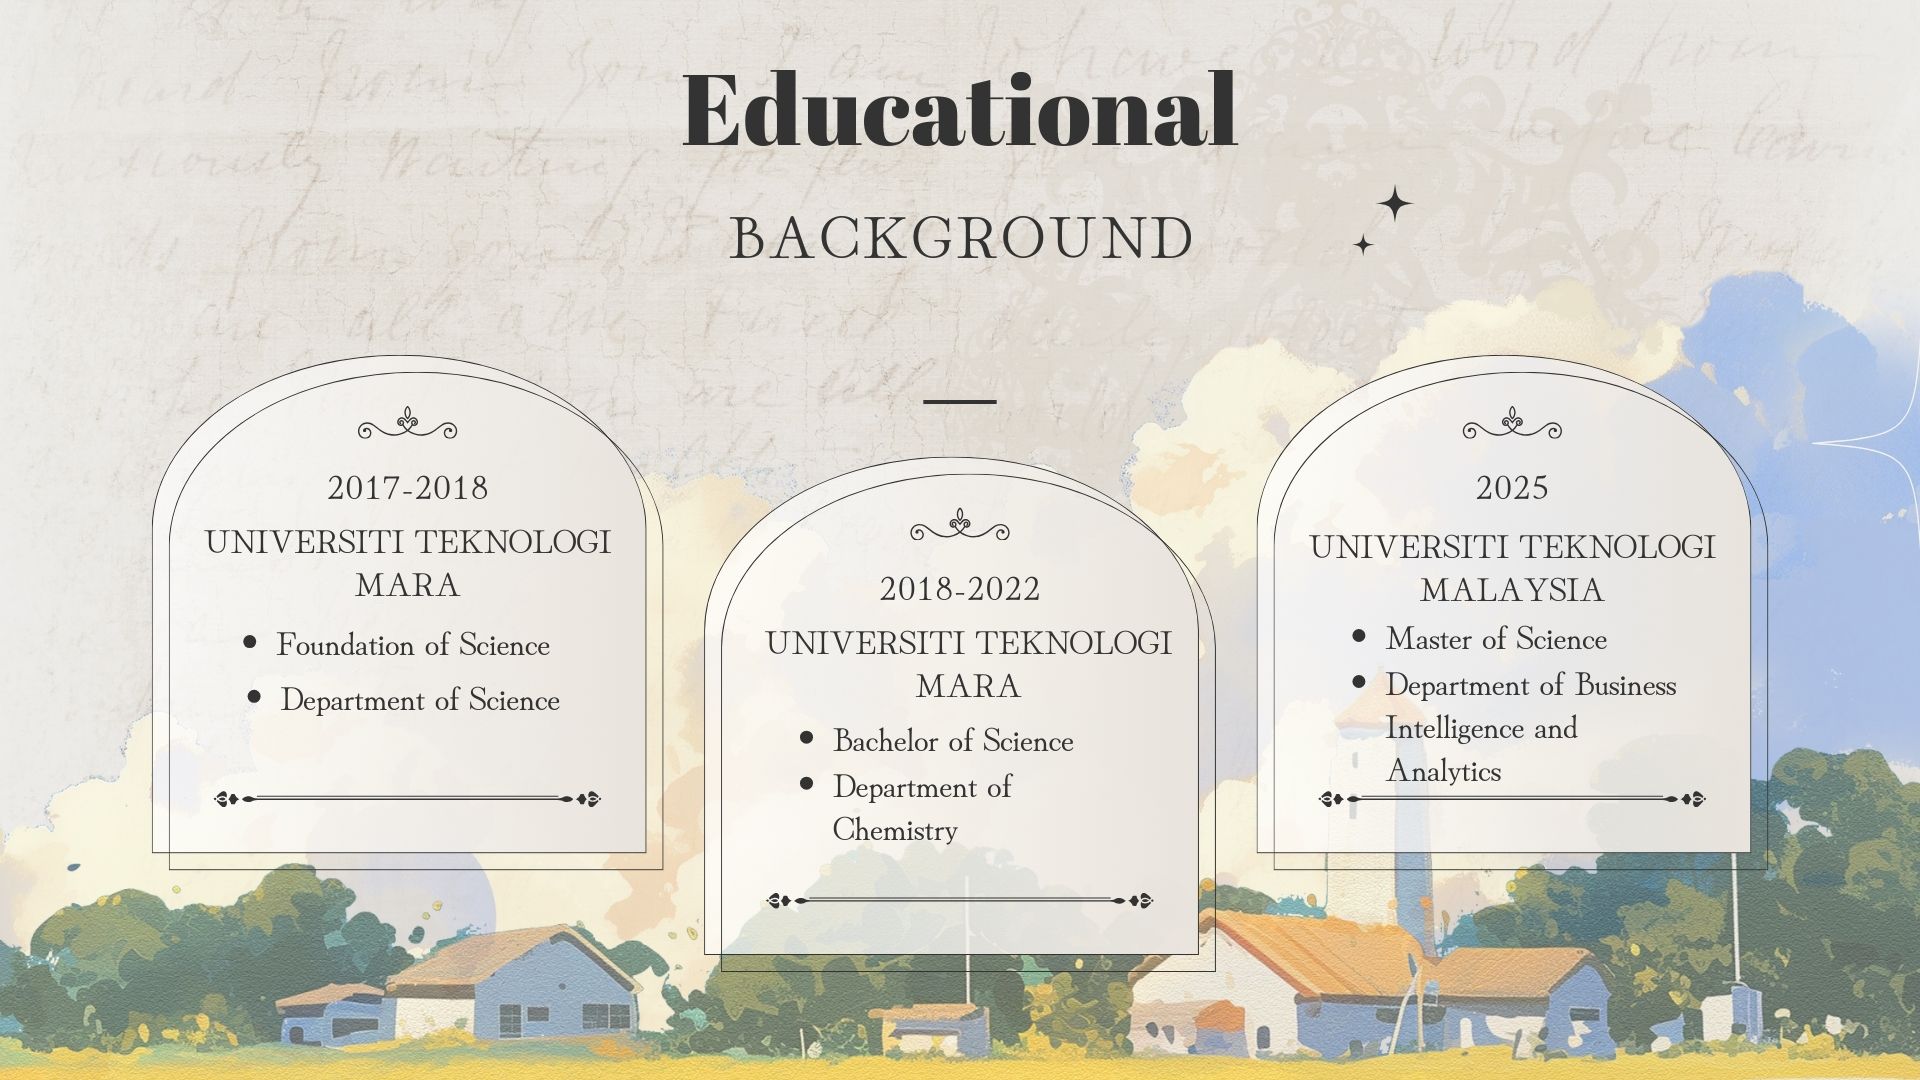 Educational
BACKGROUND
2017-2018
UNIVERSITI TEKNOLOGI
MARA
• Foundation of Science
• Department of Science
2018-2022
UNIVERSITI TEKNOLOGI
MARA
• Bachelor of Science
• Department of
Chemistry
2025
UNIVERSITI TEKNOLOGI
MALAYSIA
• Master of Science
• Department of Business
Intelligence and
Analytics